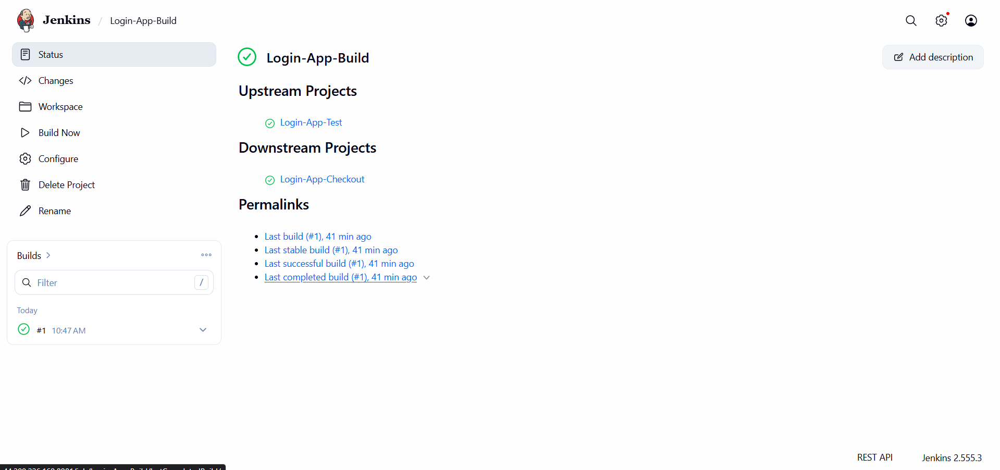 Jenkins / Login-App-Build
Status
Changes
Workspace
Build Now
Configure
Delete Project
Rename
Builds
Filter /
Today
#1 10:47 AM
Login-App-Build
Add description
Upstream Projects
Login-App-Test
Downstream Projects
Login-App-Checkout
Permalinks
Last build (#1), 41 min ago
Last stable build (#1), 41 min ago
Last successful build (#1), 41 min ago
Last completed build (#1), 41 min ago
REST API
Jenkins 2.555.3